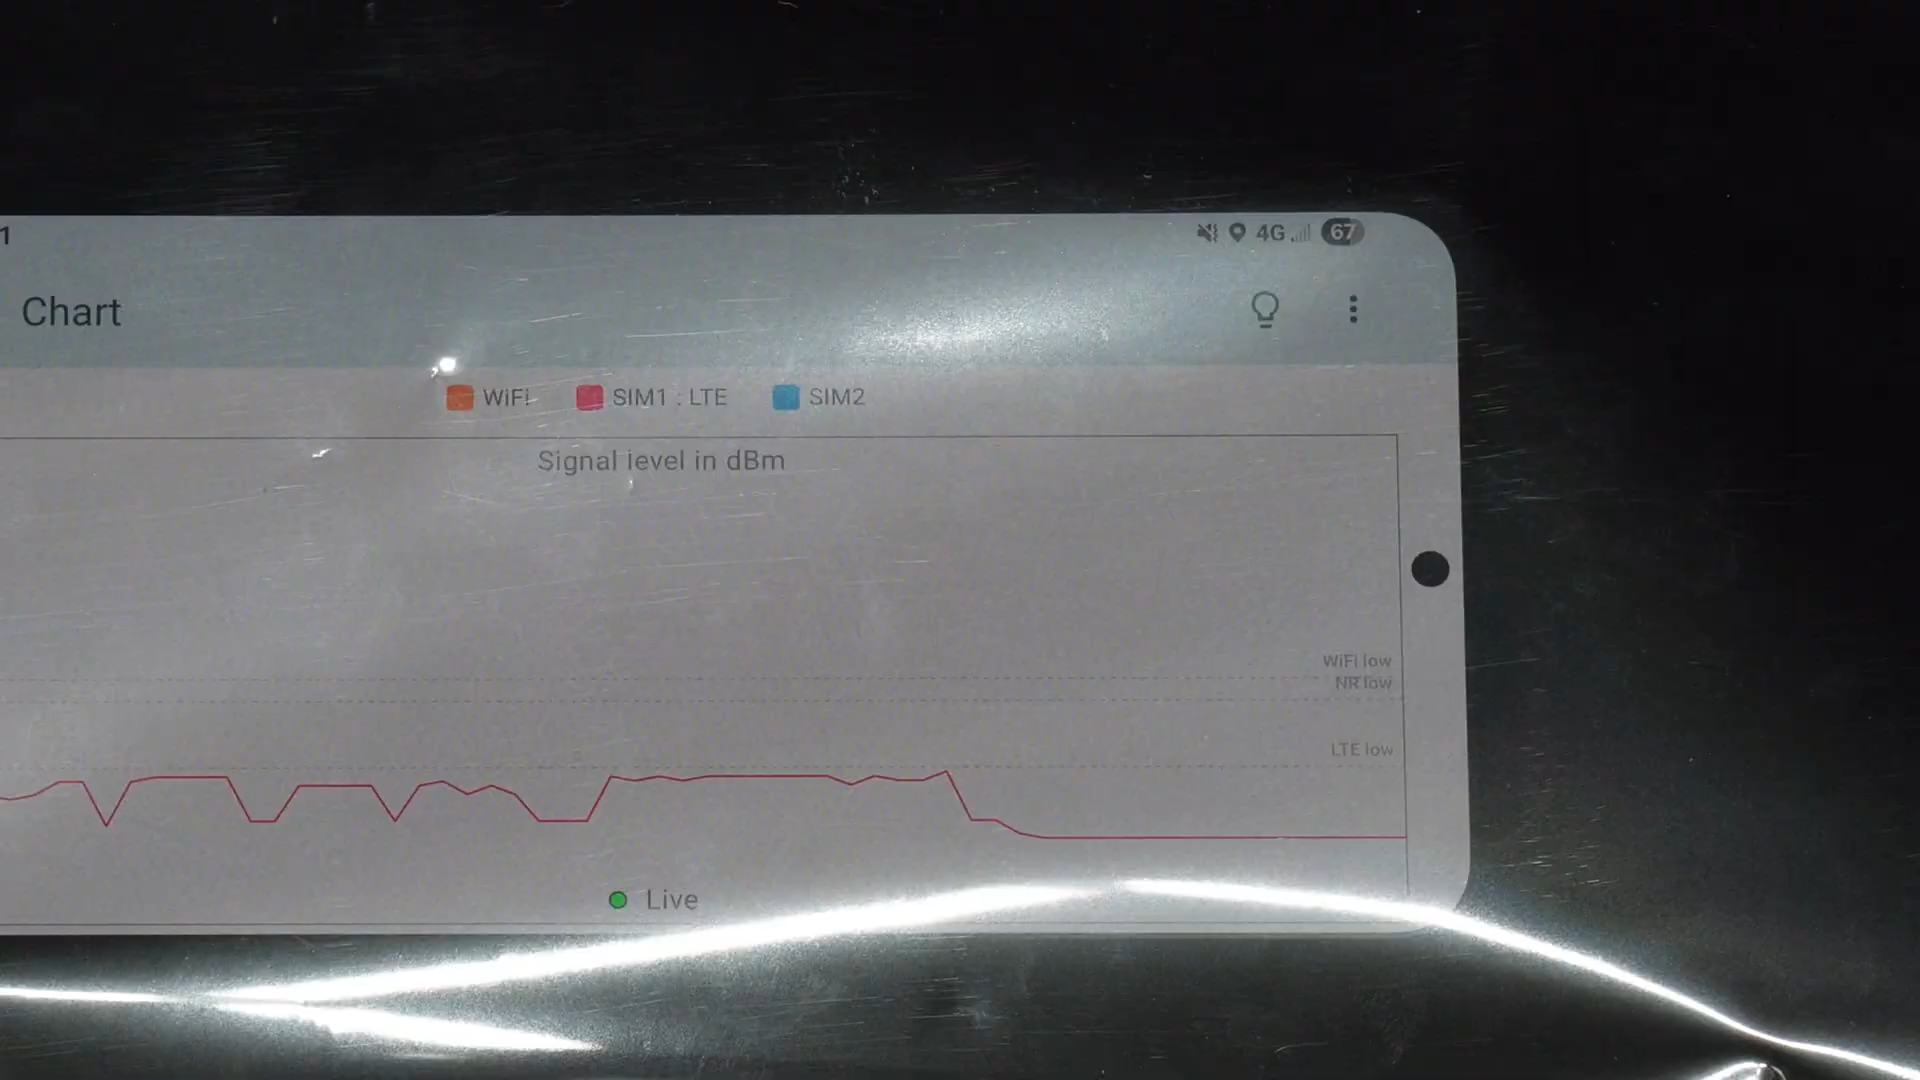 1
4G 67
Chart
WiFi SIM1 : LTE SIM2
Signal level in dBm
WiFi low
NR low
LTE low
Live